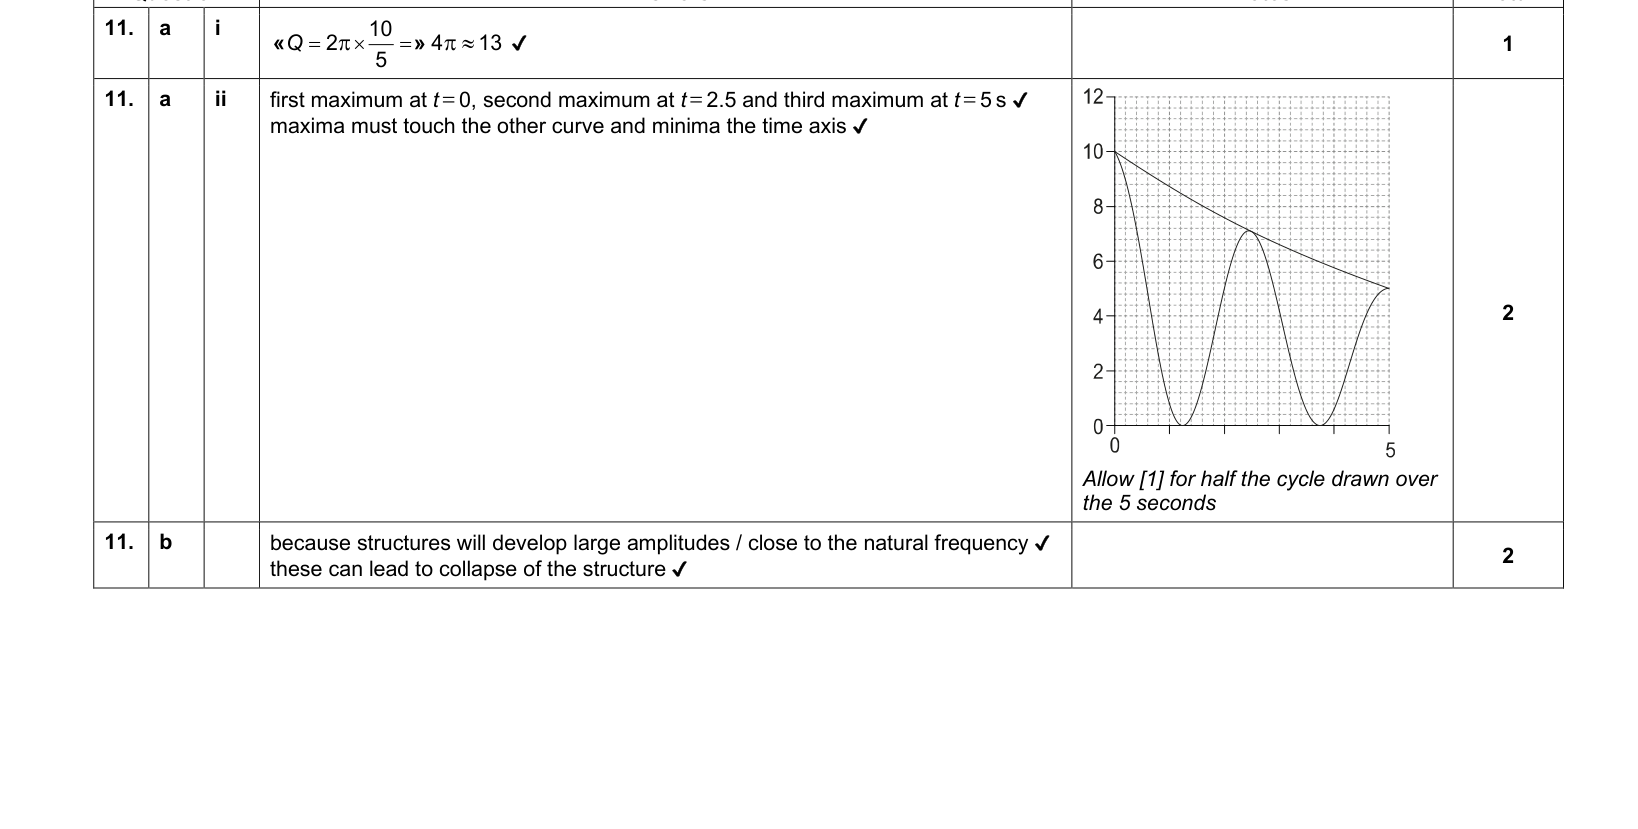 11. a i «Q = 2π × 10/5 =» 4π ≈ 13 ✓ 1
11. a ii first maximum at t = 0, second maximum at t = 2.5 and third maximum at t = 5 s ✓
maxima must touch the other curve and minima the time axis ✓
12
10
8
6
4
2
0
0 5
Allow [1] for half the cycle drawn over
the 5 seconds
2
11. b because structures will develop large amplitudes / close to the natural frequency ✓
these can lead to collapse of the structure ✓
2